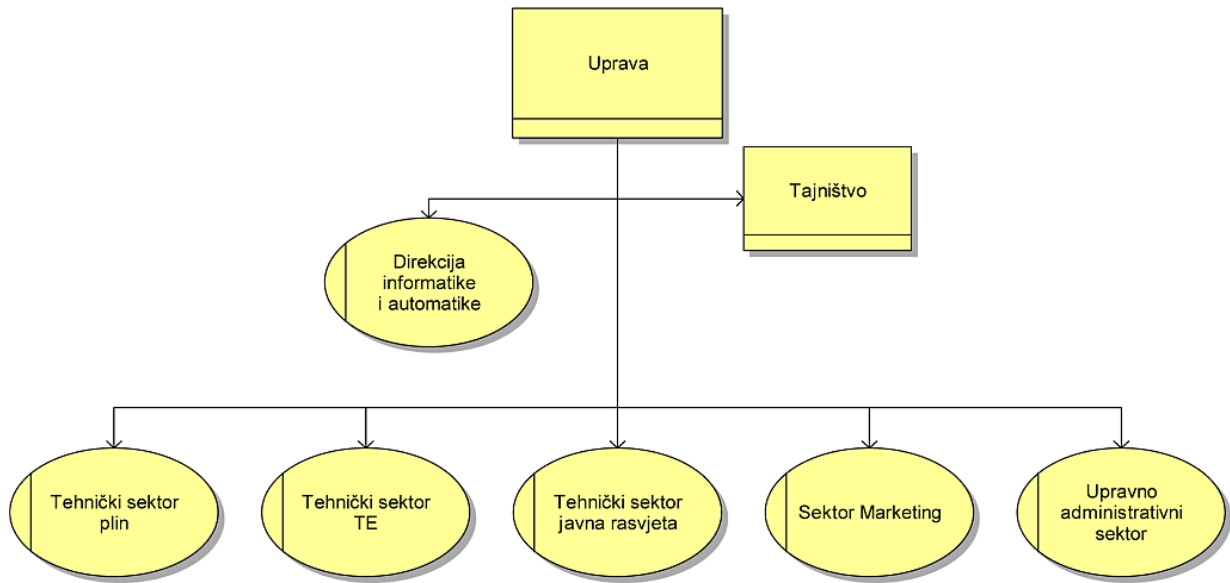 Uprava
Tajništvo
Direkcija
informatike
i automatike
Tehnički sektor
plin
Tehnički sektor
TE
Tehnički sektor
javna rasvjeta
Sektor Marketing
Upravno
administrativni
sektor